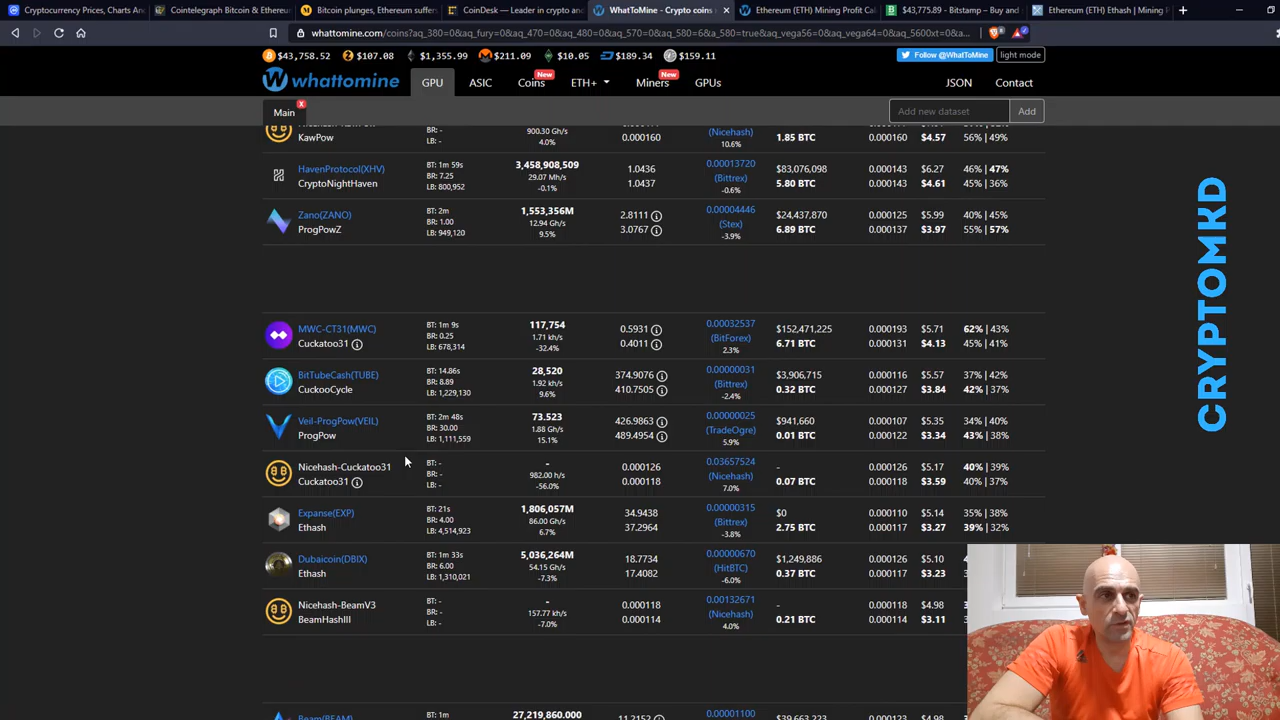 Cryptocurrency Prices, Charts An
Cointelegraph Bitcoin & Ethereu
Bitcoin plunges, Ethereum suffers
CoinDesk — Leader in crypto an
WhatToMine - Crypto coins
Ethereum (ETH) Mining Profit Cal
$43,775.89 – Bitstamp – Buy and
Ethereum (ETH) Ethash | Mining P
whattomine.com/coins?aq_380=0&aq_fury=0&aq_470=0&aq_480=0&aq_570=0&aq_580=6&a_580=true&aq_vega56=0&aq_vega64=0&aq_5600xt=0&a...
$107.08 $1,355.99 $211.09 $10.05 $189.34 $159.11
Follow @WhatToMine
light mode
whattomine
GPU ASIC Coins New ETH+ Miners New GPUs JSON Contact
Main x
Add new dataset Add
KawPow BR: - LB: - 900.30 Gh/s 4.0% 0.000160 (Nicehash) 10.6% 1.85 BTC 0.000160 $4.57 56% | 49%
HavenProtocol(XHV) BT: 1m 59s 3,458,908,509 1.0436 0.00013720 $83,076,098 0.000143 $6.27 46% | 47%
CryptoNightHaven BR: 7.25 LB: 800,952 29.07 Mh/s -0.1% 1.0437 (Bittrex) -0.6% 5.80 BTC 0.000143 $4.61 45% | 36%
Zano(ZANO) BT: 2m 1,553,356M 2.8111 0.00004446 $24,437,870 0.000125 $5.99 40% | 45%
ProgPowZ BR: 1.00 LB: 949,120 12.94 Gh/s 9.5% 3.0767 (Stex) -3.9% 6.89 BTC 0.000137 $3.97 55% | 57%
MWC-CT31(MWC) BT: 1m 9s 117,754 0.5931 0.00032537 $152,471,225 0.000193 $5.71 62% | 43%
Cuckatoo31 BR: 0.25 LB: 678,314 1.71 kh/s -32.4% 0.4011 (BitForex) 2.3% 6.71 BTC 0.000131 $4.13 45% | 41%
BitTubeCash(TUBE) BT: 14.86s 28,520 374.9076 0.00000031 $3,906,715 0.000116 $5.57 37% | 42%
CuckooCycle BR: 8.89 LB: 1,229,130 1.92 kh/s 9.6% 410.7505 (Bittrex) -2.4% 0.32 BTC 0.000127 $3.84 42% | 37%
Veil-ProgPow(VEIL) BT: 2m 48s 73.523 426.9863 0.00000025 $941,660 0.000107 $5.35 34% | 40%
ProgPow BR: 30.00 LB: 1,111,559 1.88 Gh/s 15.1% 489.4954 (TradeOgre) 5.9% 0.01 BTC 0.000122 $3.34 43% | 38%
Nicehash-Cuckatoo31 BT: - - 0.000126 0.03657524 - 0.000126 $5.17 40% | 39%
Cuckatoo31 BR: - LB: - 982.00 h/s -56.0% 0.000118 (Nicehash) 7.0% 0.07 BTC 0.000118 $3.59 40% | 37%
Expanse(EXP) BT: 21s 1,806,057M 34.9438 0.00000315 $0 0.000110 $5.14 35% | 38%
Ethash BR: 4.00 LB: 4,514,923 86.00 Gh/s 6.7% 37.2964 (Bittrex) -3.8% 2.75 BTC 0.000117 $3.27 39% | 32%
Dubaicoin(DBIX) BT: 1m 33s 5,036,264M 18.7734 0.00000670 $1,249,886 0.000126 $5.10
Ethash BR: 6.00 LB: 1,310,021 54.15 Gh/s -7.3% 17.4082 (HitBTC) -6.0% 0.37 BTC 0.000117 $3.23
Nicehash-BeamV3 BT: - - 0.000118 0.00132671 - 0.000118 $4.98
BeamHashIII BR: - LB: - 157.77 kh/s -7.0% 0.000114 (Nicehash) 4.0% 0.21 BTC 0.000114 $3.11
Beam(BEAM) BT: 1m 27,219,860.000 11.2152 0.00001100 $39,663,223 $4.98
CRYPTOMKD